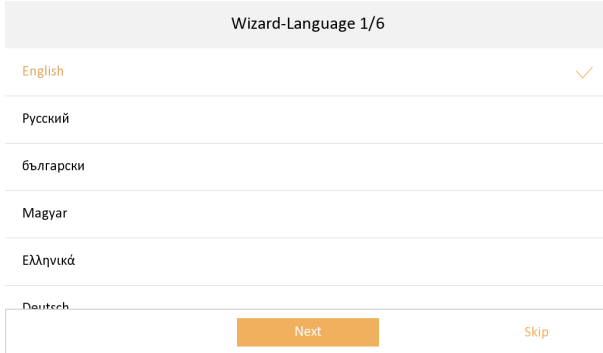 Wizard-Language 1/6
English
Русский
български
Magyar
Ελληνικά
Deutsch
Next
Skip